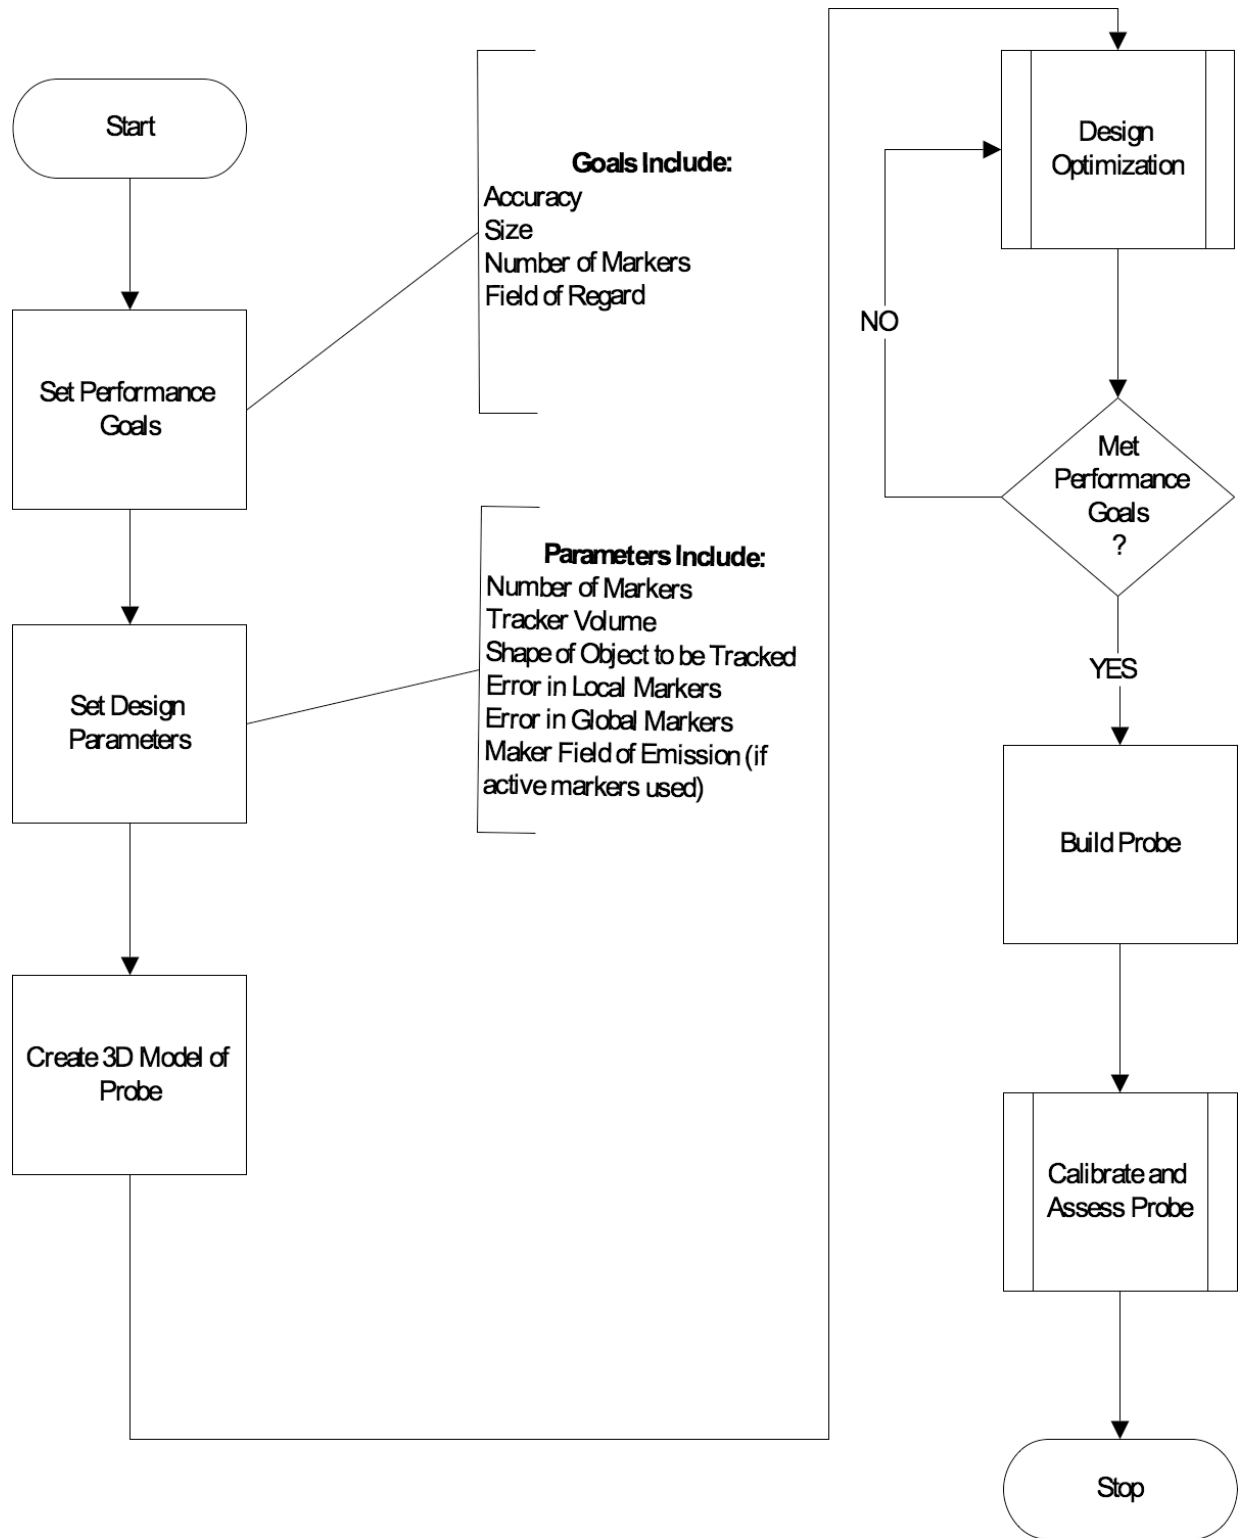 Start
Set Performance
Goals
Goals Include:
Accuracy
Size
Number of Markers
Field of Regard
Set Design
Parameters
Parameters Include:
Number of Markers
Tracker Volume
Shape of Object to be Tracked
Error in Local Markers
Error in Global Markers
Maker Field of Emission (if
active markers used)
Create 3D Model of
Probe
Design
Optimization
NO
Met
Performance
Goals
?
YES
Build Probe
Calibrate and
Assess Probe
Stop